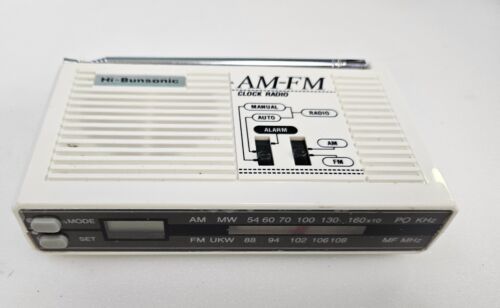 Hi-Bunsonic
AM-FM
CLOCK RADIO
MANUAL
RADIO
AUTO
ALARM
AM
FM
MODE
AM MW 54 60 70 100 130 160 x10 PO KHz
SET
FM UKW 88 94 102 106 108 MF MHz